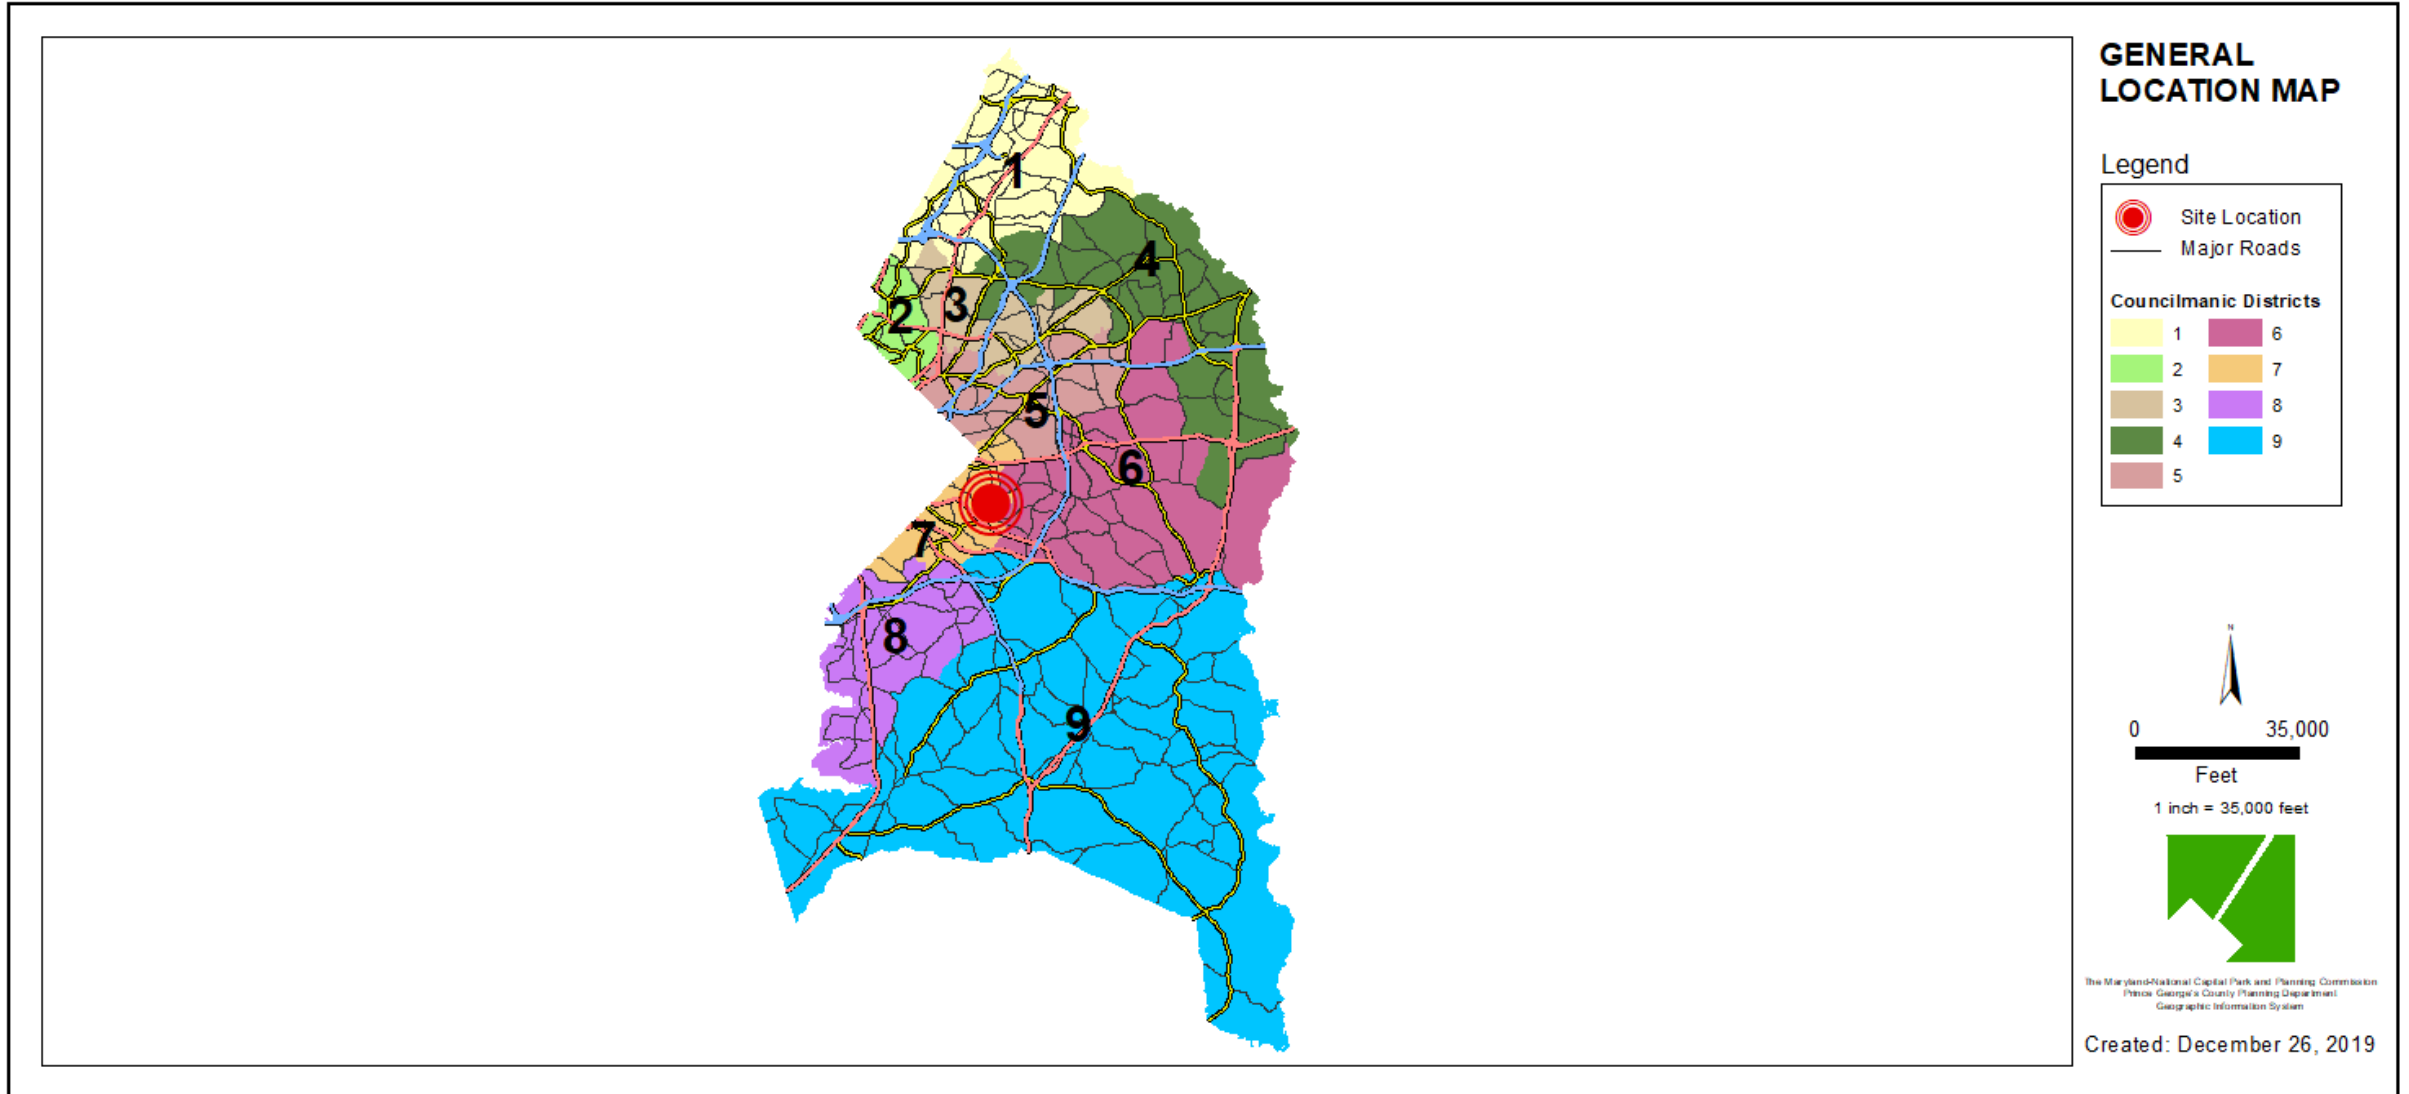 GENERAL
LOCATION MAP
Legend
Site Location
Major Roads
Councilmanic Districts
1 6
2 7
3 8
4 9
5
1
4
2 3
5
6
7
8
9
N
0 35,000
Feet
1 inch = 35,000 feet
The Maryland-National Capital Park and Planning Commission
Prince George's County Planning Department
Geographic Information System
Created: December 26, 2019